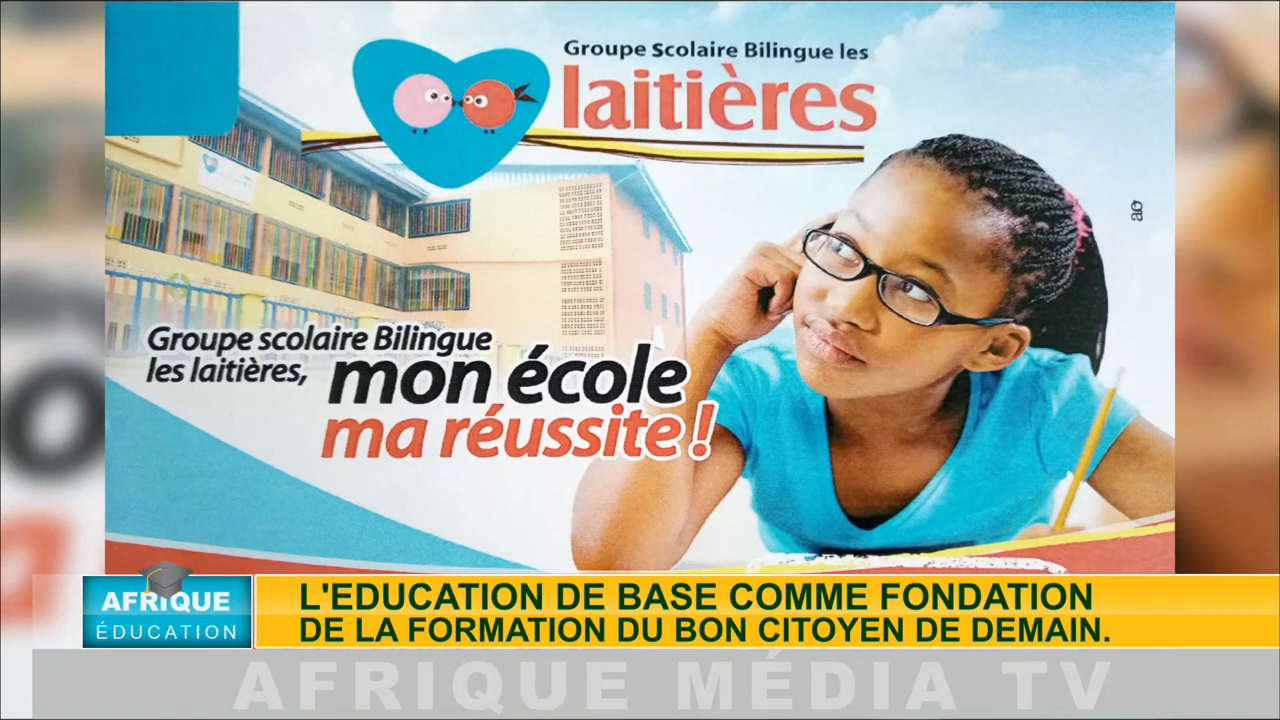 Groupe Scolaire Bilingue les
laitières
Groupe scolaire Bilingue
les laitières, mon école
ma réussite !
AFRIQUE
ÉDUCATION
L'EDUCATION DE BASE COMME FONDATION
DE LA FORMATION DU BON CITOYEN DE DEMAIN.
AFRIQUE MÉDIA TV